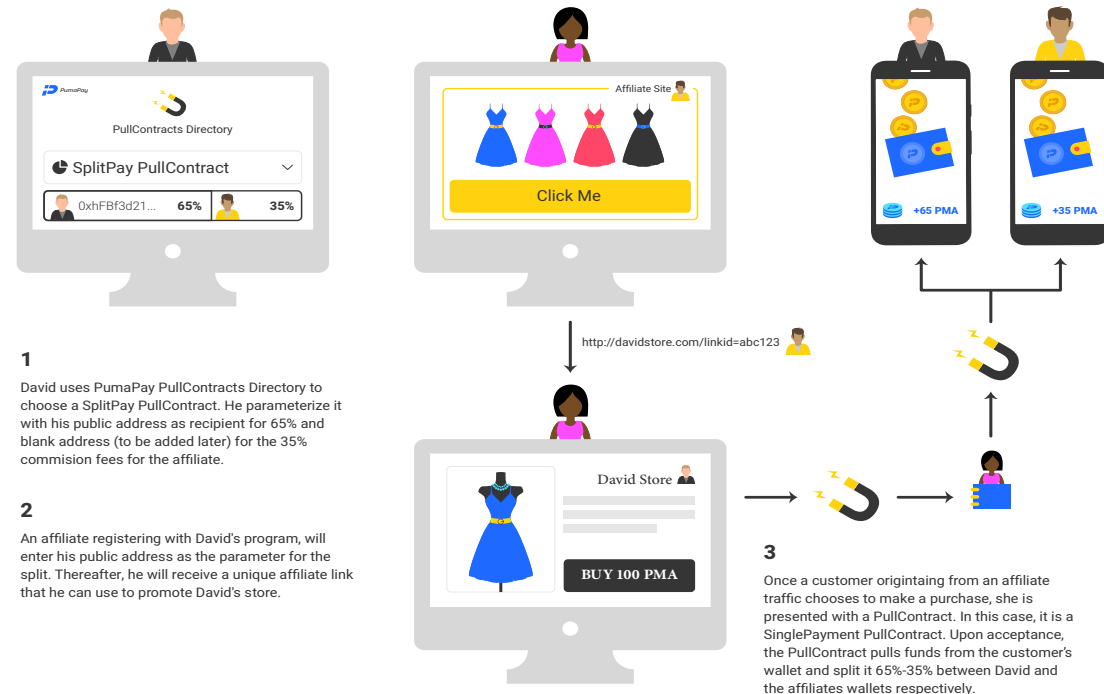 PumaPay
PullContracts Directory
SplitPay PullContract
0xhFBf3d21... 65% 35%
Affiliate Site
Click Me
+65 PMA
+35 PMA
http://davidstore.com/linkid=abc123
David Store
BUY 100 PMA
1
David uses PumaPay PullContracts Directory to
choose a SplitPay PullContract. He parameterize it
with his public address as recipient for 65% and
blank address (to be added later) for the 35%
commision fees for the affiliate.
2
An affiliate registering with David's program, will
enter his public address as the parameter for the
split. Thereafter, he will receive a unique affiliate link
that he can use to promote David's store.
3
Once a customer origintaing from an affiliate
traffic chooses to make a purchase, she is
presented with a PullContract. In this case, it is a
SinglePayment PullContract. Upon acceptance,
the PullContract pulls funds from the customer's
wallet and split it 65%-35% between David and
the affiliates wallets respectively.